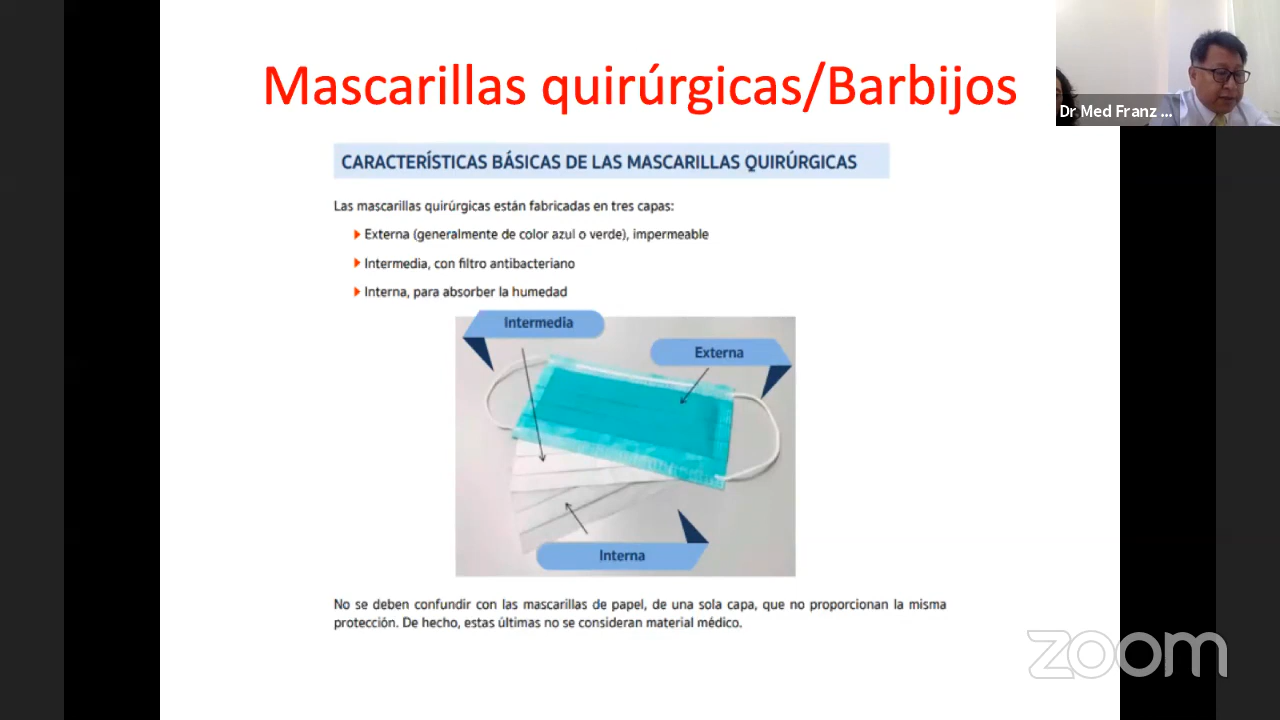 Mascarillas quirúrgicas/Barbijos
Dr Med Franz ...
CARACTERÍSTICAS BÁSICAS DE LAS MASCARILLAS QUIRÚRGICAS
Las mascarillas quirúrgicas están fabricadas en tres capas:
Externa (generalmente de color azul o verde), impermeable
Intermedia, con filtro antibacteriano
Interna, para absorber la humedad
Intermedia
Externa
Interna
No se deben confundir con las mascarillas de papel, de una sola capa, que no proporcionan la misma
protección. De hecho, estas últimas no se consideran material médico.
zoom